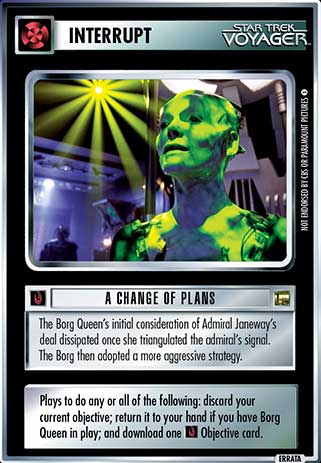 INTERRUPT
STAR TREK
VOYAGER
NOT ENDORSED BY CBS OR PARAMOUNT PICTURES
A CHANGE OF PLANS
The Borg Queen's initial consideration of Admiral Janeway's
deal dissipated once she triangulated the admiral's signal.
The Borg then adopted a more aggressive strategy.
Plays to do any or all of the following: discard your
current objective; return it to your hand if you have Borg
Queen in play; and download one Objective card.
ERRATA